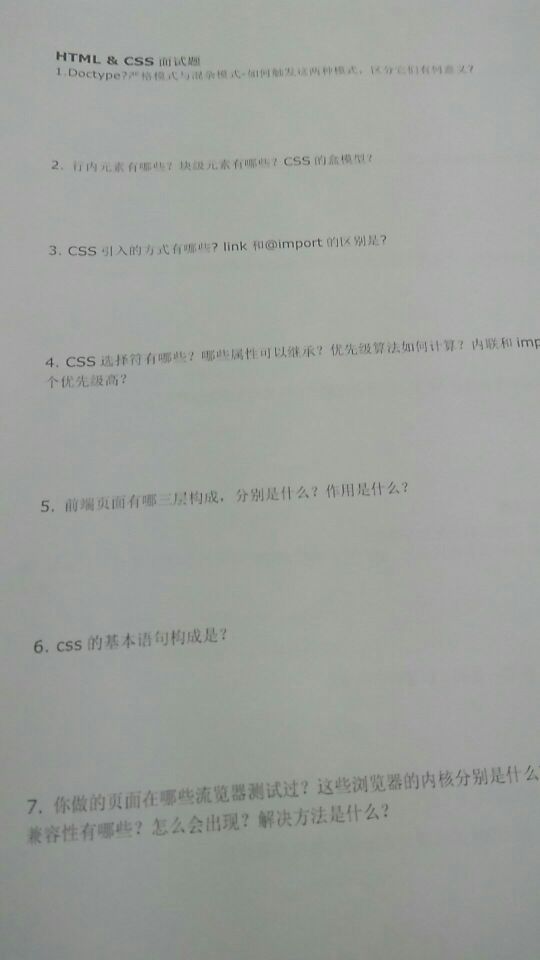 HTML & CSS 面试题
1.Doctype?严格模式与混杂模式-如何触发这两种模式，区分它们有何意义?
2. 行内元素有哪些？块级元素有哪些？CSS 的盒模型？
3. CSS 引入的方式有哪些? link 和@import 的区别是?
4. CSS 选择符有哪些？哪些属性可以继承？优先级算法如何计算？内联和 imp
个优先级高？
5. 前端页面有哪三层构成，分别是什么？作用是什么？
6. css 的基本语句构成是？
7. 你做的页面在哪些流览器测试过？这些浏览器的内核分别是什么
兼容性有哪些？怎么会出现？解决方法是什么？